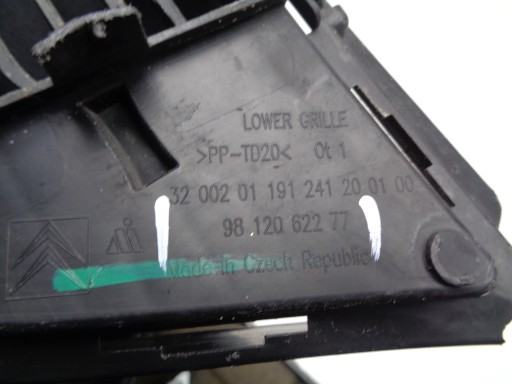 LOWER GRILLE
>PP-TD20< Ot 1
32 002 01 191 241 20 01 00
98 120 622 77
Made in Czech Republic